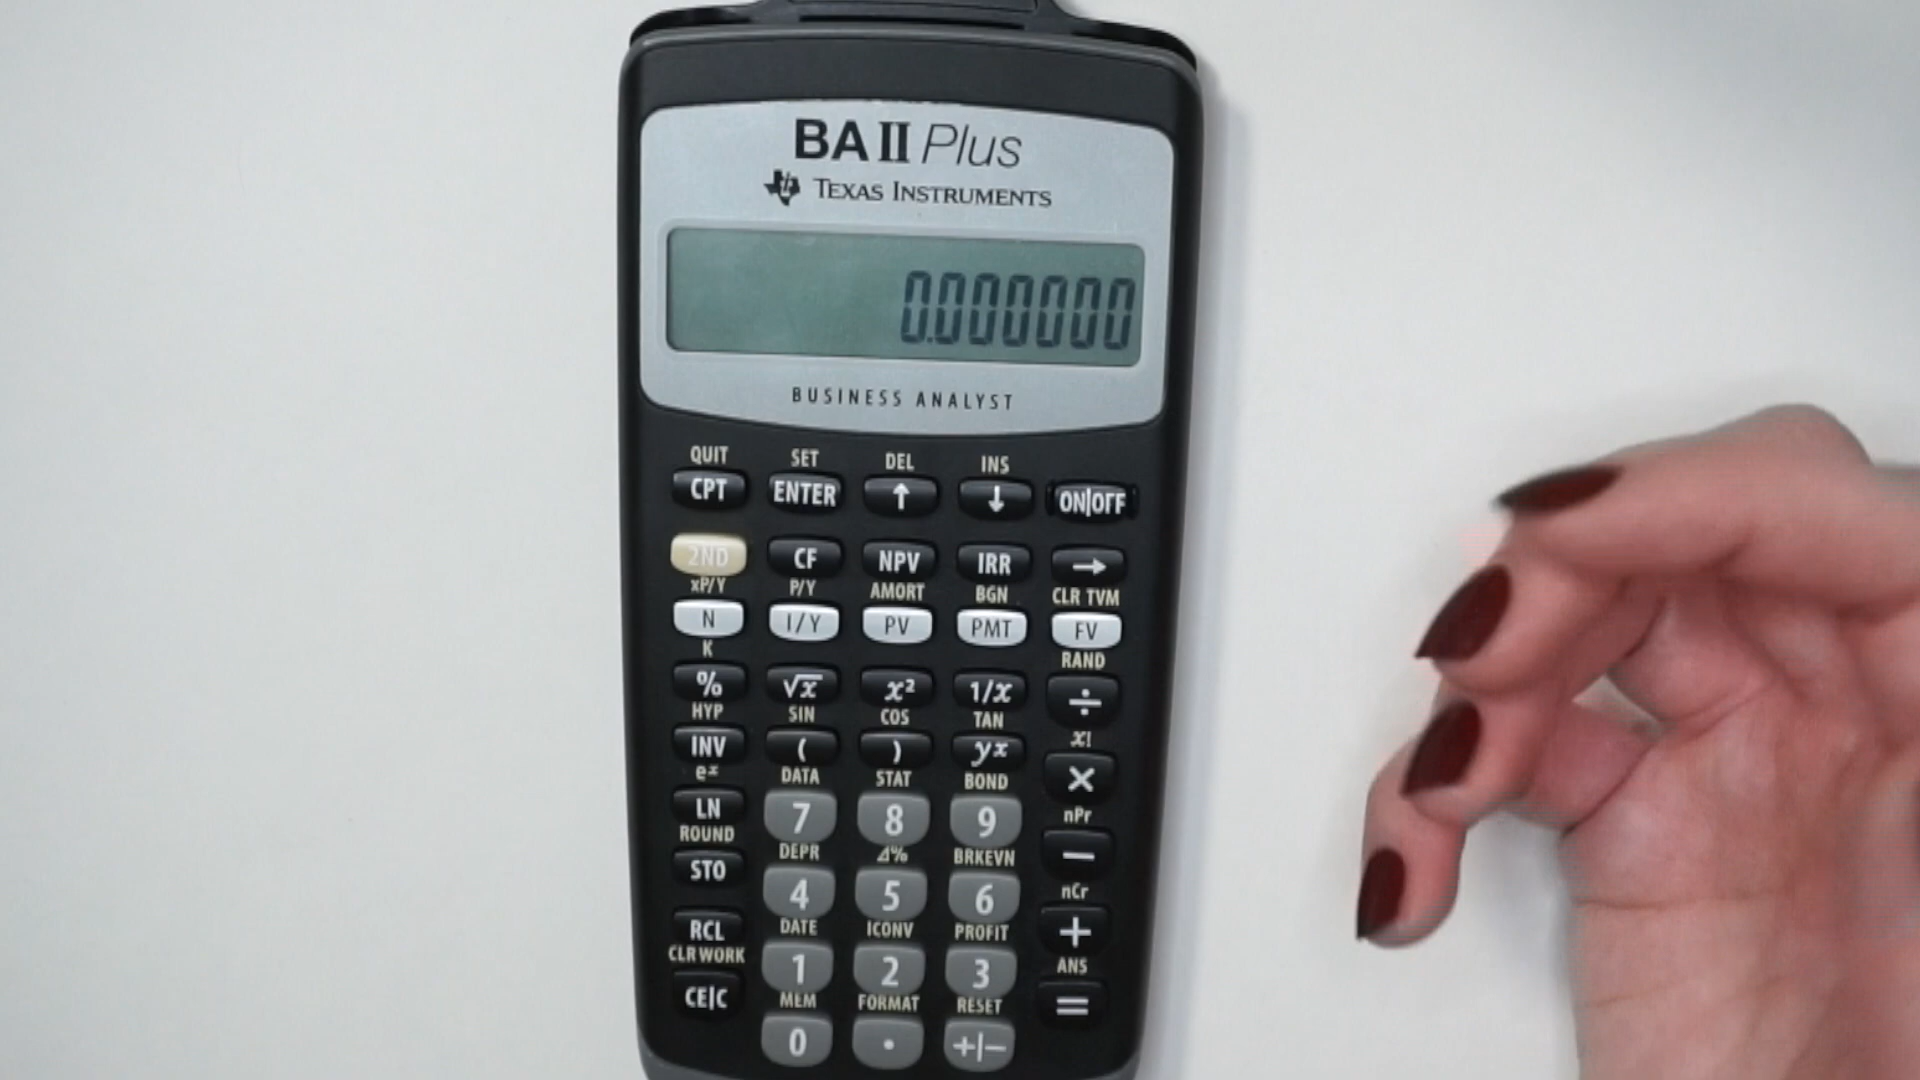 BA II Plus
TEXAS INSTRUMENTS
0.000000
BUSINESS ANALYST
QUIT SET DEL INS
CPT ENTER ↑ ↓ ON|OFF
2ND CF NPV IRR →
xP/Y P/Y AMORT BGN CLR TVM
N I/Y PV PMT FV
K RAND
% √x x² 1/x ÷
HYP SIN COS TAN x!
INV ( ) yˣ ×
eˣ DATA STAT BOND nPr
LN 7 8 9 −
ROUND DEPR Δ% BRKEVN nCr
STO 4 5 6 +
DATE ICONV PROFIT ANS
RCL 1 2 3 =
CLR WORK MEM FORMAT RESET
CE|C 0 . +|−